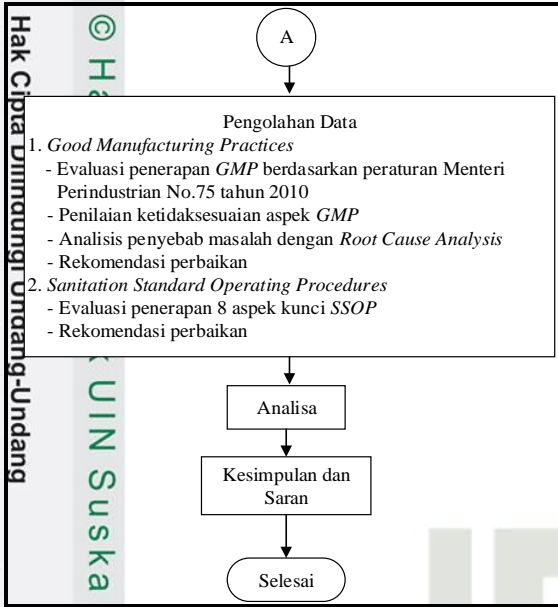 A
Pengolahan Data
1. Good Manufacturing Practices
- Evaluasi penerapan GMP berdasarkan peraturan Menteri
Perindustrian No.75 tahun 2010
- Penilaian ketidaksesuaian aspek GMP
- Analisis penyebab masalah dengan Root Cause Analysis
- Rekomendasi perbaikan
2. Sanitation Standard Operating Procedures
- Evaluasi penerapan 8 aspek kunci SSOP
- Rekomendasi perbaikan
Analisa
Kesimpulan dan
Saran
Selesai
Hak Cipta Dilindungi Undang-Undang
© H
UIN Suska